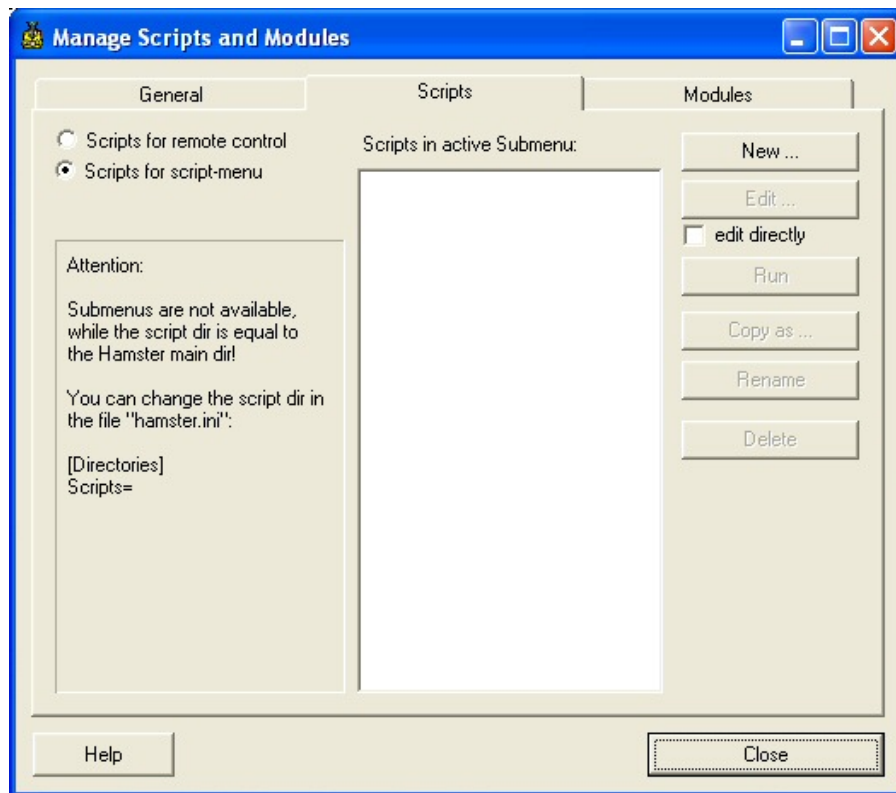 Manage Scripts and Modules
General
Scripts
Modules
Scripts for remote control
Scripts for script-menu
Scripts in active Submenu:
New ...
Edit ...
edit directly
Run
Copy as ...
Rename
Delete
Attention:
Submenus are not available,
while the script dir is equal to
the Hamster main dir!
You can change the script dir in
the file "hamster.ini":
[Directories]
Scripts=
Help
Close